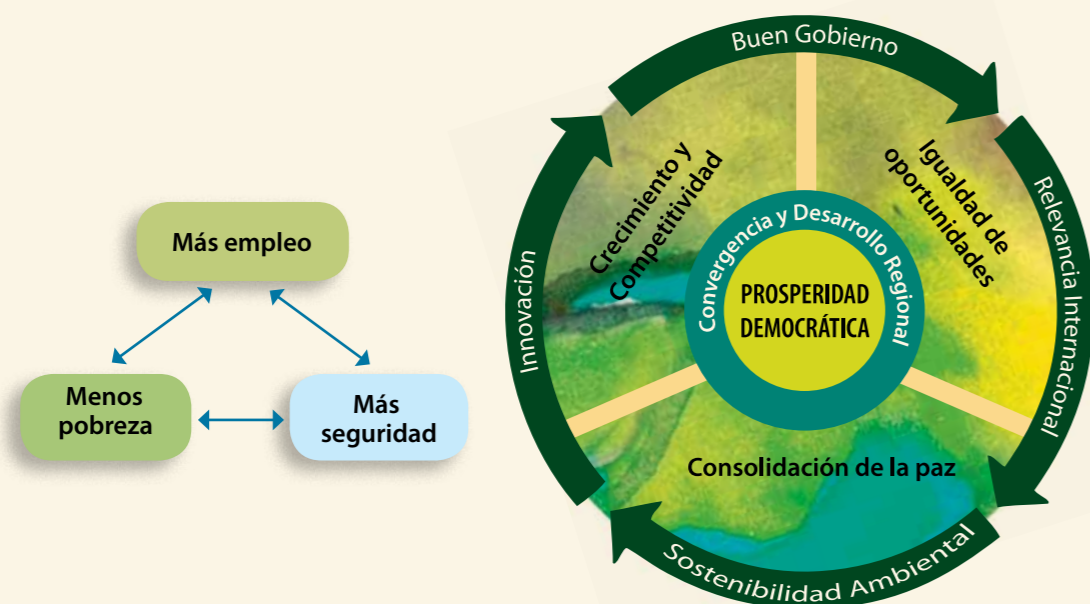 Más empleo
Menos
pobreza
Más
seguridad
Buen Gobierno
Relevancia Internacional
Sostenibilidad Ambiental
Innovación
Crecimiento y
Competitividad
Igualdad de
oportunidades
Consolidación de la paz
Convergencia y Desarrollo Regional
PROSPERIDAD
DEMOCRÁTICA